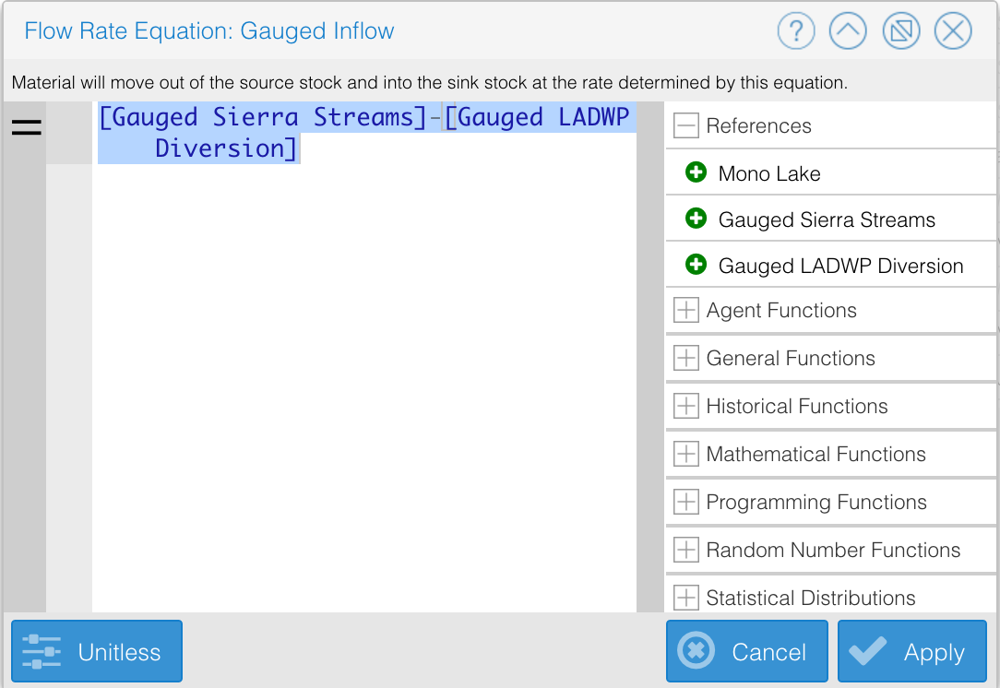 Flow Rate Equation: Gauged Inflow
?
Material will move out of the source stock and into the sink stock at the rate determined by this equation.
=
[Gauged Sierra Streams]-[Gauged LADWP
Diversion]
References
Mono Lake
Gauged Sierra Streams
Gauged LADWP Diversion
Agent Functions
General Functions
Historical Functions
Mathematical Functions
Programming Functions
Random Number Functions
Statistical Distributions
Unitless
Cancel
Apply